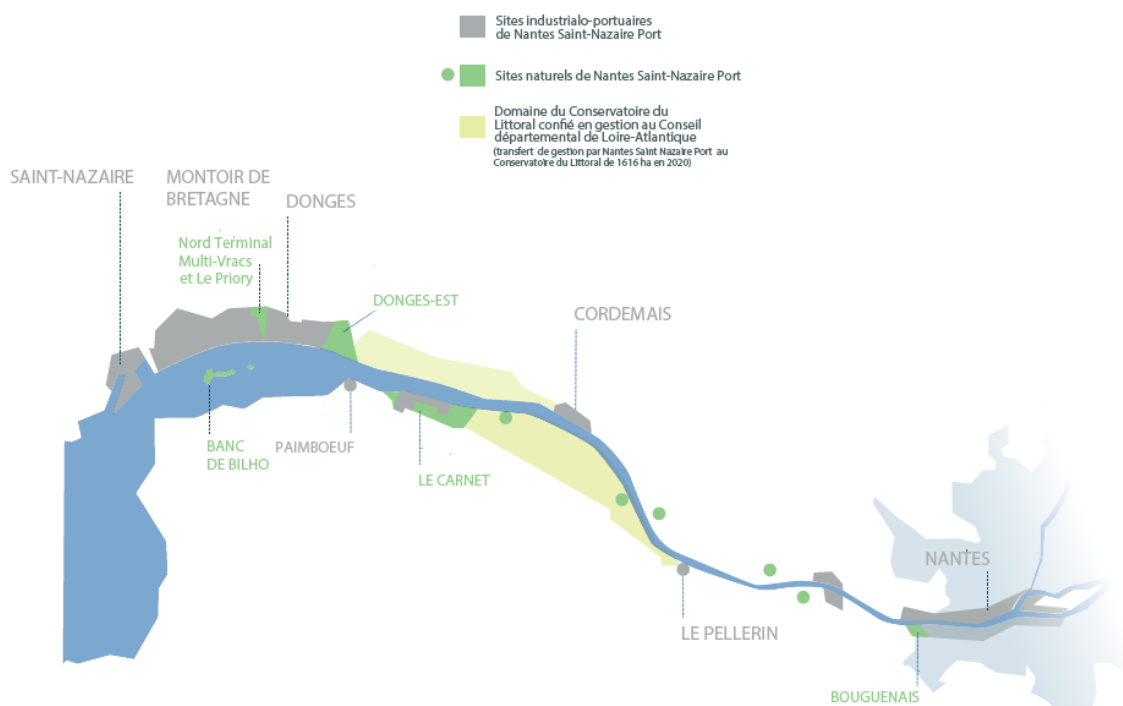 Sites industrialo-portuaires
de Nantes Saint-Nazaire Port
Sites naturels de Nantes Saint-Nazaire Port
Domaine du Conservatoire du
Littoral confié en gestion au Conseil
départemental de Loire-Atlantique
(transfert de gestion par Nantes Saint Nazaire Port au
Conservatoire du Littoral de 1616 ha en 2020)
SAINT-NAZAIRE
MONTOIR DE
BRETAGNE
DONGES
Nord Terminal
Multi-Vracs
et Le Priory
DONGES-EST
CORDEMAIS
BANC
DE BILHO
PAIMBOEUF
LE CARNET
NANTES
LE PELLERIN
BOUGUENAIS